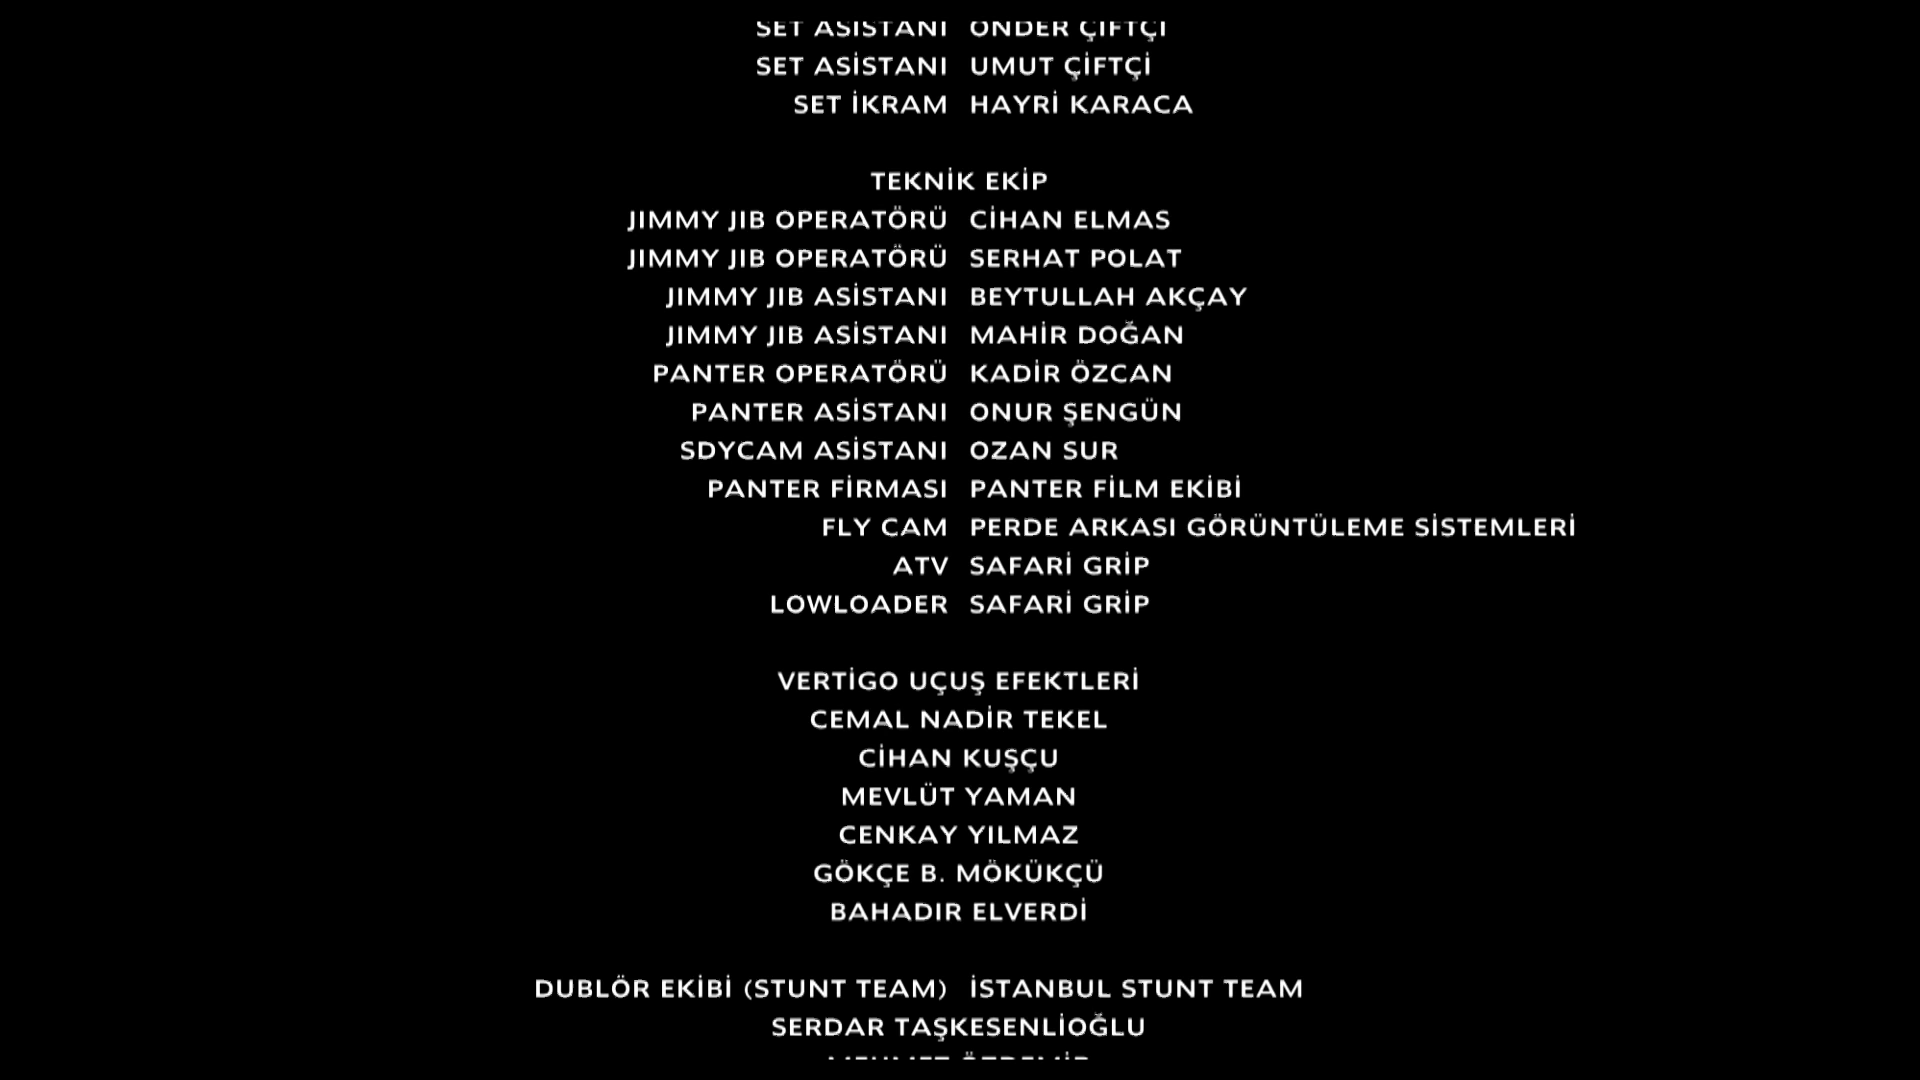 SET ASİSTANI ÖNDER ÇİFTÇİ
SET ASİSTANI UMUT ÇİFTÇİ
SET İKRAM HAYRİ KARACA
TEKNİK EKİP
JIMMY JIB OPERATÖRÜ CİHAN ELMAS
JIMMY JIB OPERATÖRÜ SERHAT POLAT
JIMMY JIB ASİSTANI BEYTULLAH AKÇAY
JIMMY JIB ASİSTANI MAHİR DOĞAN
PANTER OPERATÖRÜ KADİR ÖZCAN
PANTER ASİSTANI ONUR ŞENGÜN
SDYCAM ASİSTANI OZAN SUR
PANTER FİRMASI PANTER FİLM EKİBİ
FLY CAM PERDE ARKASI GÖRÜNTÜLEME SİSTEMLERİ
ATV SAFARİ GRİP
LOWLOADER SAFARİ GRİP
VERTİGO UÇUŞ EFEKTLERİ
CEMAL NADİR TEKEL
CİHAN KUŞÇU
MEVLÜT YAMAN
CENKAY YILMAZ
GÖKÇE B. MÖKÜKÇÜ
BAHADIR ELVERDİ
DUBLÖR EKİBİ (STUNT TEAM) İSTANBUL STUNT TEAM
SERDAR TAŞKESENLİOĞLU